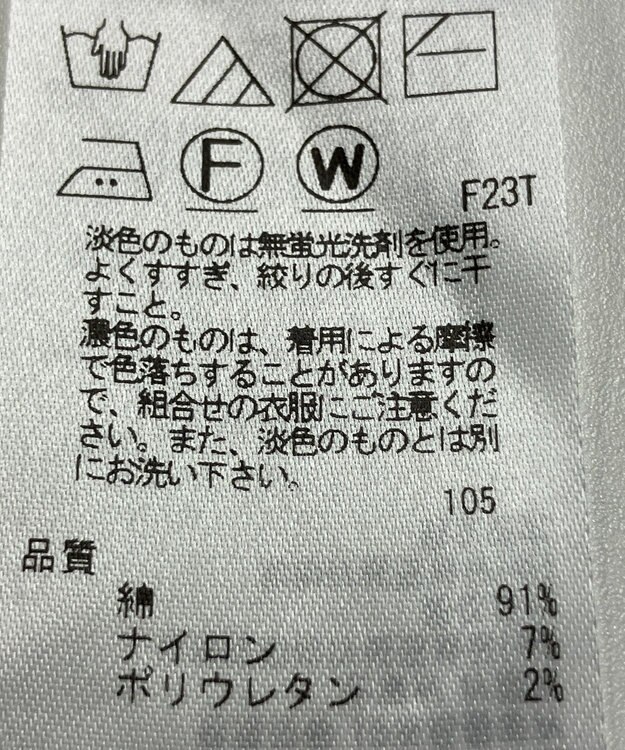 F W F23T
淡色のものは無蛍光洗剤を使用。
よくすすぎ、絞りの後すぐに干
すこと。
濃色のものは、着用による摩擦
で色落ちすることがありますの
で、組合せの衣服にご注意くだ
さい。また、淡色のものとは別
にお洗い下さい。
105
品質
綿 91%
ナイロン 7%
ポリウレタン 2%